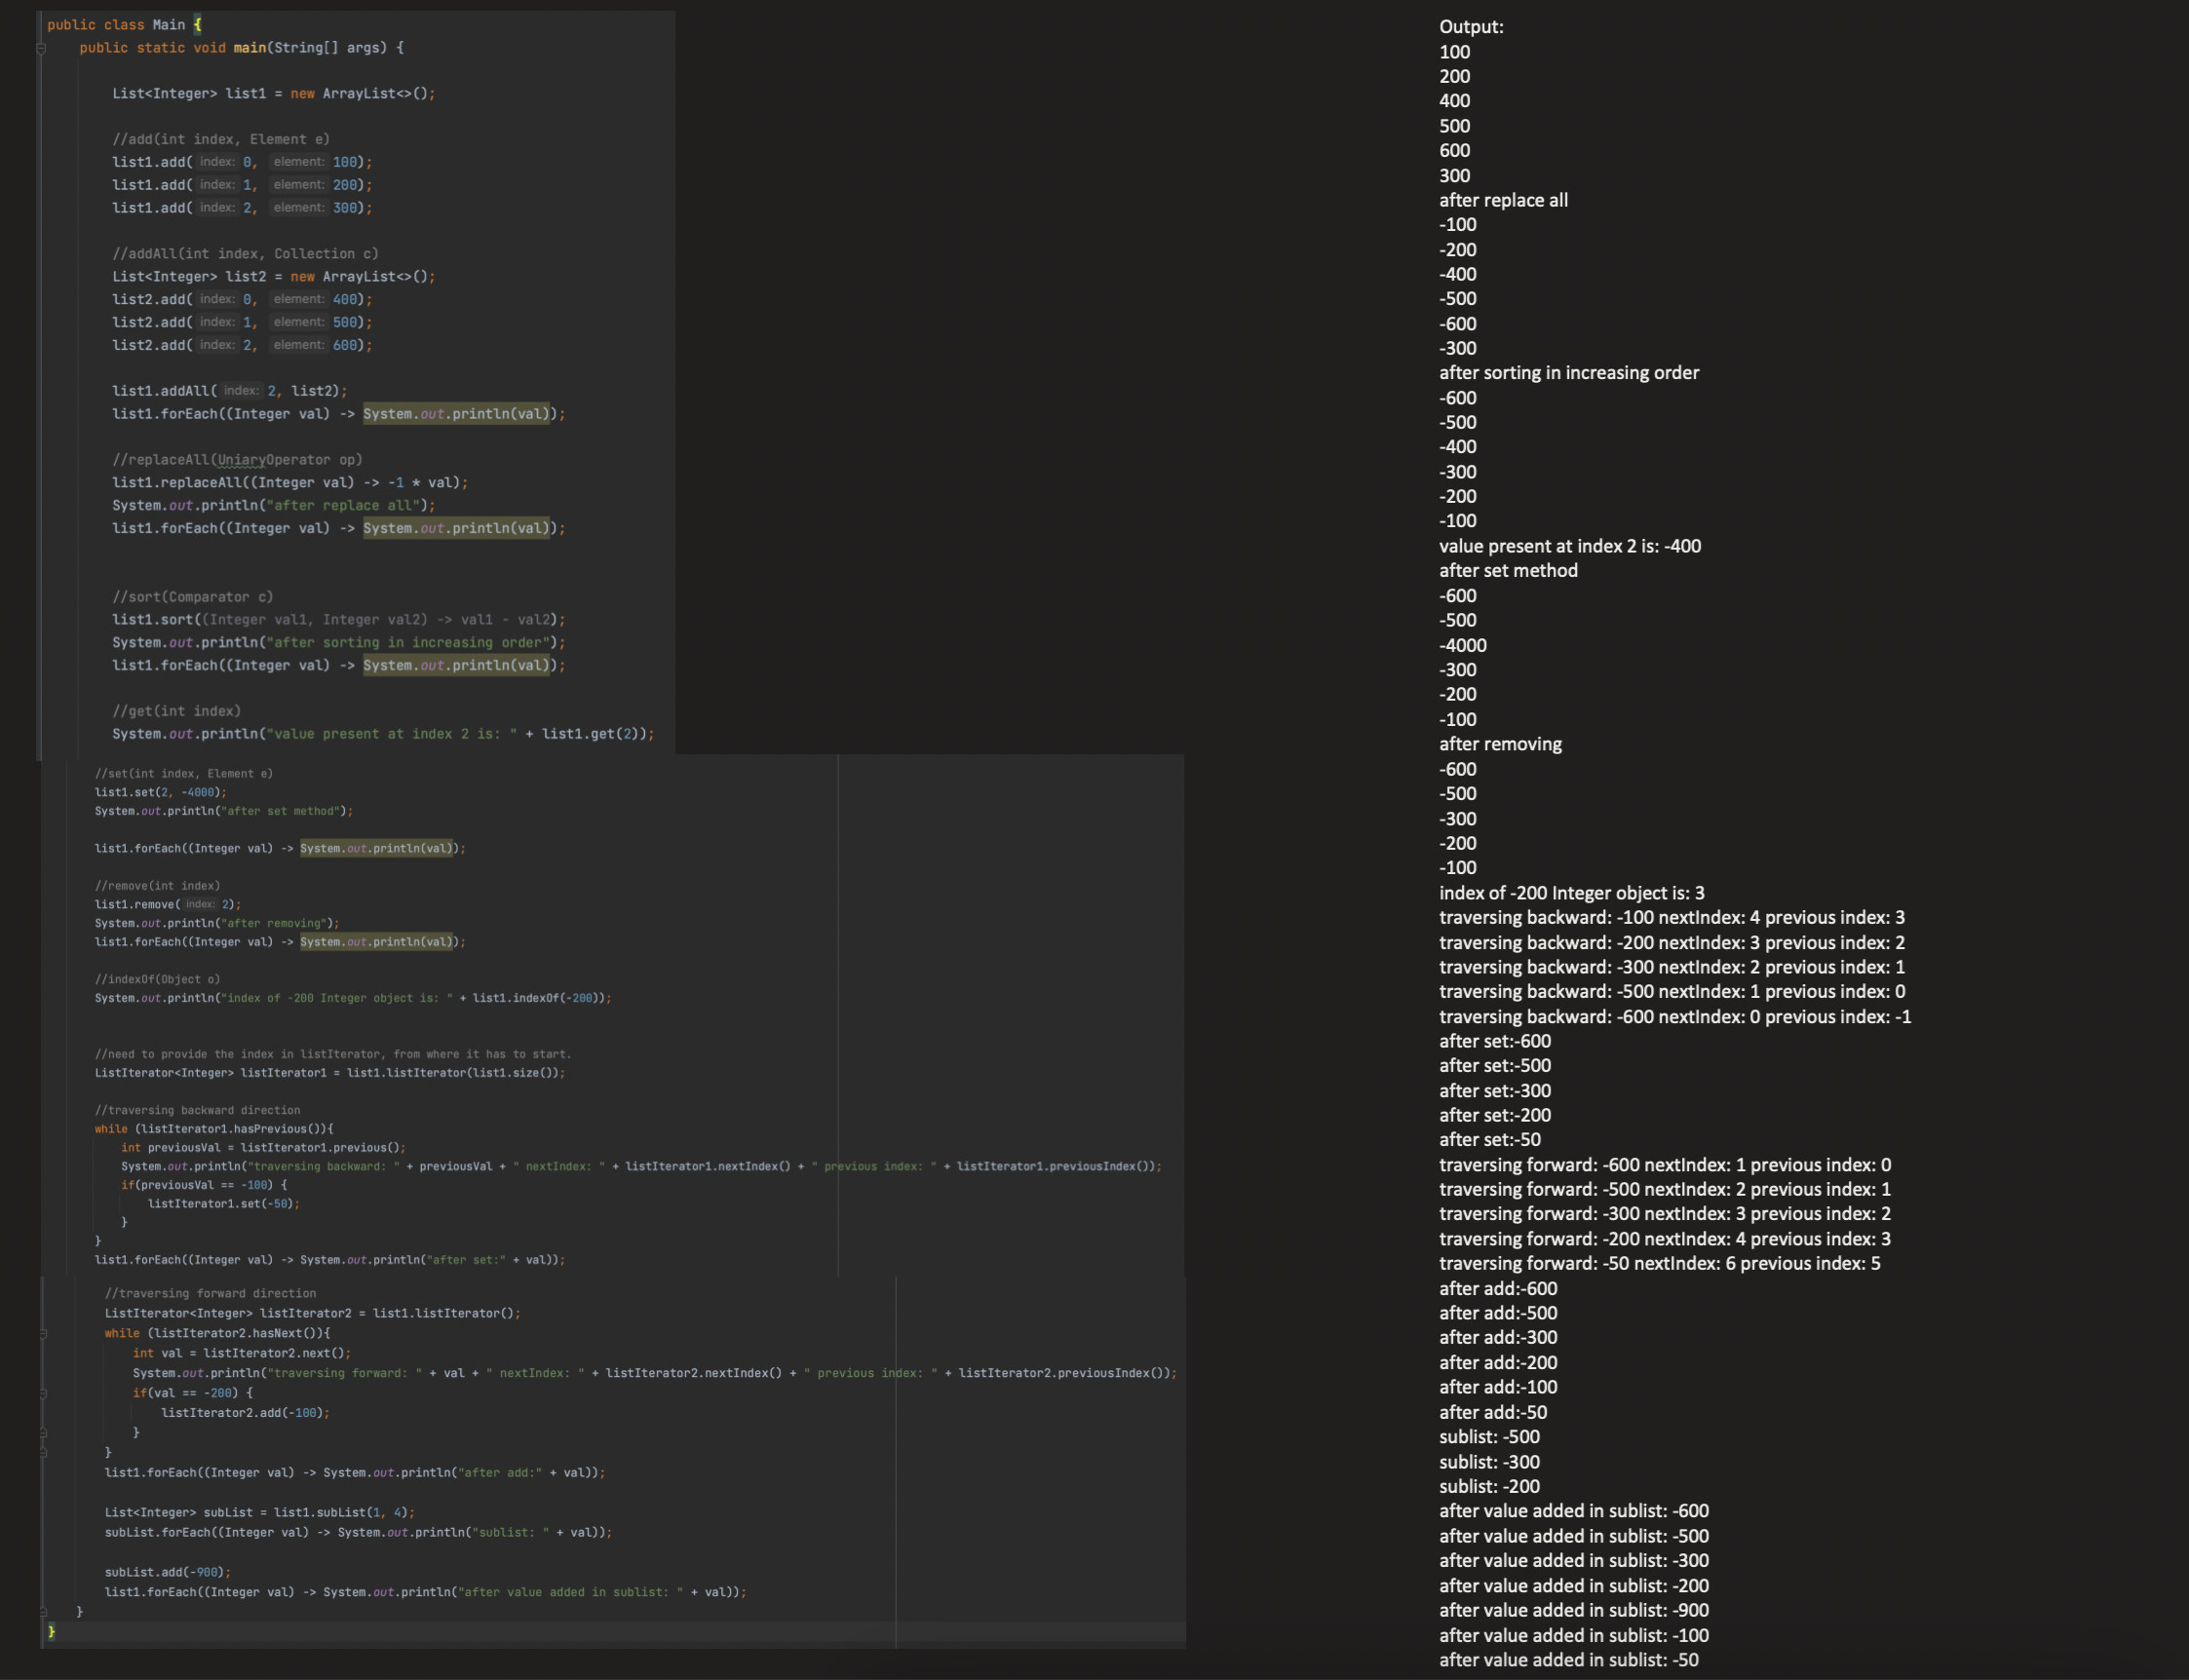 public class Main {
public static void main(String[] args) {
List<Integer> list1 = new ArrayList<>();
//add(int index, Element e)
list1.add( index: 0, element: 100);
list1.add( index: 1, element: 200);
list1.add( index: 2, element: 300);
//addAll(int index, Collection c)
List<Integer> list2 = new ArrayList<>();
list2.add( index: 0, element: 400);
list2.add( index: 1, element: 500);
list2.add( index: 2, element: 600);
list1.addAll( index: 2, list2);
list1.forEach((Integer val) -> System.out.println(val));
//replaceAll(UniaryOperator op)
list1.replaceAll((Integer val) -> -1 * val);
System.out.println("after replace all");
list1.forEach((Integer val) -> System.out.println(val));
//sort(Comparator c)
list1.sort((Integer val1, Integer val2) -> val1 - val2);
System.out.println("after sorting in increasing order");
list1.forEach((Integer val) -> System.out.println(val));
//get(int index)
System.out.println("value present at index 2 is: " + list1.get(2));
//set(int index, Element e)
list1.set(2, -4000);
System.out.println("after set method");
list1.forEach((Integer val) -> System.out.println(val));
//remove(int index)
list1.remove( index: 2);
System.out.println("after removing");
list1.forEach((Integer val) -> System.out.println(val));
//indexOf(Object o)
System.out.println("index of -200 Integer object is: " + list1.indexOf(-200));
//need to provide the index in listIterator, from where it has to start.
ListIterator<Integer> listIterator1 = list1.listIterator(list1.size());
//traversing backward direction
while (listIterator1.hasPrevious()){
int previousVal = listIterator1.previous();
System.out.println("traversing backward: " + previousVal + " nextIndex: " + listIterator1.nextIndex() + " previous index: " + listIterator1.previousIndex());
if(previousVal == -100) {
listIterator1.set(-50);
}
}
list1.forEach((Integer val) -> System.out.println("after set:" + val));
//traversing forward direction
ListIterator<Integer> listIterator2 = list1.listIterator();
while (listIterator2.hasNext()){
int val = listIterator2.next();
System.out.println("traversing forward: " + val + " nextIndex: " + listIterator2.nextIndex() + " previous index: " + listIterator2.previousIndex());
if(val == -200) {
listIterator2.add(-100);
}
}
list1.forEach((Integer val) -> System.out.println("after add:" + val));
List<Integer> subList = list1.subList(1, 4);
subList.forEach((Integer val) -> System.out.println("sublist: " + val));
subList.add(-900);
list1.forEach((Integer val) -> System.out.println("after value added in sublist: " + val));
}
}
Output:
100
200
400
500
600
300
after replace all
-100
-200
-400
-500
-600
-300
after sorting in increasing order
-600
-500
-400
-300
-200
-100
value present at index 2 is: -400
after set method
-600
-500
-4000
-300
-200
-100
after removing
-600
-500
-300
-200
-100
index of -200 Integer object is: 3
traversing backward: -100 nextIndex: 4 previous index: 3
traversing backward: -200 nextIndex: 3 previous index: 2
traversing backward: -300 nextIndex: 2 previous index: 1
traversing backward: -500 nextIndex: 1 previous index: 0
traversing backward: -600 nextIndex: 0 previous index: -1
after set:-600
after set:-500
after set:-300
after set:-200
after set:-50
traversing forward: -600 nextIndex: 1 previous index: 0
traversing forward: -500 nextIndex: 2 previous index: 1
traversing forward: -300 nextIndex: 3 previous index: 2
traversing forward: -200 nextIndex: 4 previous index: 3
traversing forward: -50 nextIndex: 6 previous index: 5
after add:-600
after add:-500
after add:-300
after add:-200
after add:-100
after add:-50
sublist: -500
sublist: -300
sublist: -200
after value added in sublist: -600
after value added in sublist: -500
after value added in sublist: -300
after value added in sublist: -200
after value added in sublist: -900
after value added in sublist: -100
after value added in sublist: -50